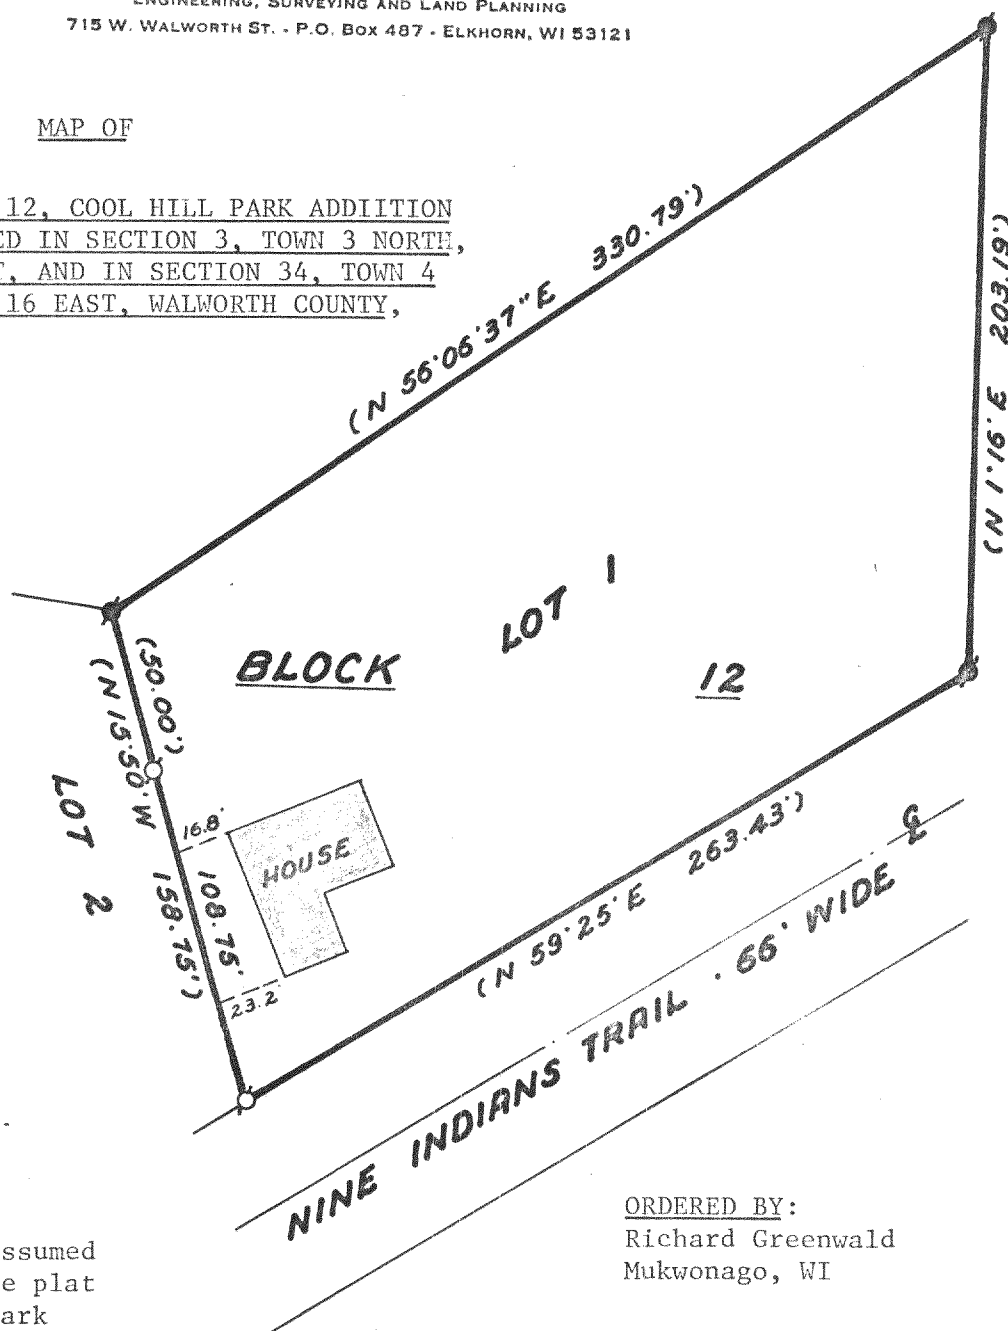 ENGINEERING, SURVEYING AND LAND PLANNING
715 W. WALWORTH ST. - P.O. BOX 487 - ELKHORN, WI 53121
MAP OF
12, COOL HILL PARK ADDIITION
ED IN SECTION 3, TOWN 3 NORTH,
T, AND IN SECTION 34, TOWN 4
16 EAST, WALWORTH COUNTY,
(N 56°06'37"E 330.79')
(N 1°16'E 203.19')
LOT 1
BLOCK 12
(50.00')
(N 15°50'W 158.75')
LOT 2
16.8'
HOUSE
108.75'
23.2
(N 59°25'E 263.43')
℄
NINE INDIANS TRAIL · 66' WIDE
ssumed
e plat
ark
ORDERED BY:
Richard Greenwald
Mukwonago, WI